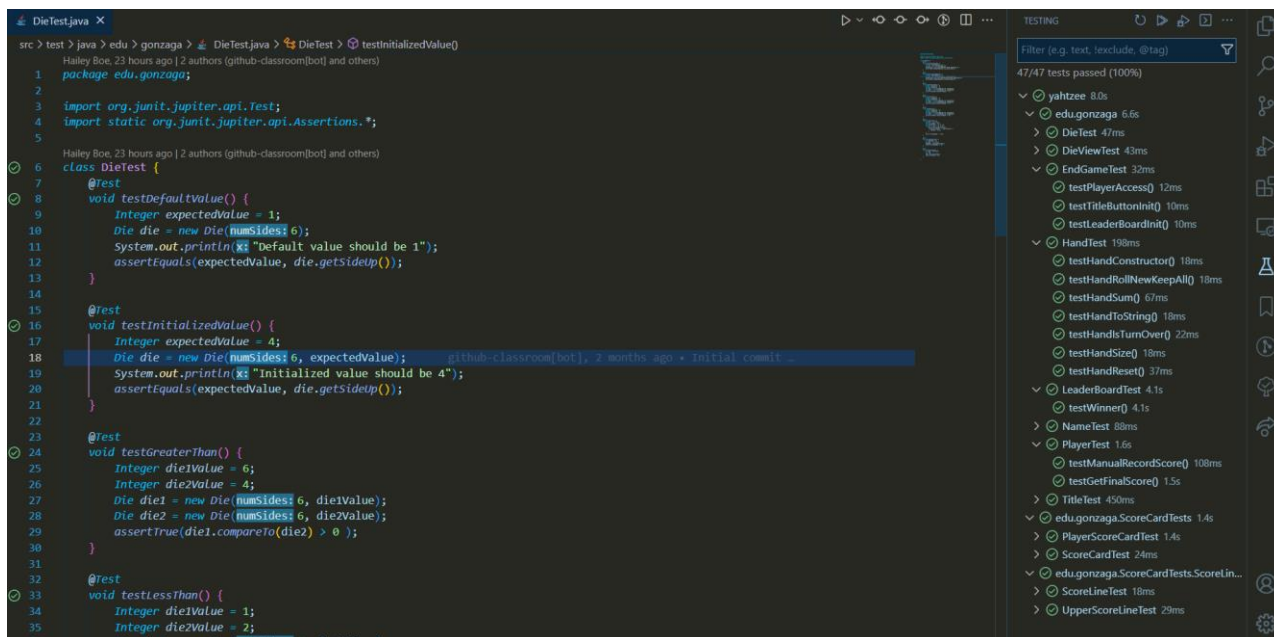 DieTest.java
src > test > java > edu > gonzaga > DieTest.java > DieTest > testInitializedValue()
Hailey Boe, 23 hours ago | 2 authors (github-classroom[bot] and others)
1 package edu.gonzaga;
2
3 import org.junit.jupiter.api.Test;
4 import static org.junit.jupiter.api.Assertions.*;
5
Hailey Boe, 23 hours ago | 2 authors (github-classroom[bot] and others)
6 class DieTest {
7 @Test
8 void testDefaultValue() {
9 Integer expectedValue = 1;
10 Die die = new Die(numSides: 6);
11 System.out.println(x: "Default value should be 1");
12 assertEquals(expectedValue, die.getSideUp());
13 }
14
15 @Test
16 void testInitializedValue() {
17 Integer expectedValue = 4;
18 Die die = new Die(numSides: 6, expectedValue); github-classroom[bot], 2 months ago • Initial commit …
19 System.out.println(x: "Initialized value should be 4");
20 assertEquals(expectedValue, die.getSideUp());
21 }
22
23 @Test
24 void testGreaterThan() {
25 Integer die1Value = 6;
26 Integer die2Value = 4;
27 Die die1 = new Die(numSides: 6, die1Value);
28 Die die2 = new Die(numSides: 6, die2Value);
29 assertTrue(die1.compareTo(die2) > 0 );
30 }
31
32 @Test
33 void testLessThan() {
34 Integer die1Value = 1;
35 Integer die2Value = 2;
TESTING
Filter (e.g. text, !exclude, @tag)
47/47 tests passed (100%)
yahtzee 8.0s
edu.gonzaga 6.6s
DieTest 47ms
DieViewTest 43ms
EndGameTest 32ms
testPlayerAccess() 12ms
testTitleButtonInit() 10ms
testLeaderBoardInit() 10ms
HandTest 198ms
testHandConstructor() 18ms
testHandRollNewKeepAll() 18ms
testHandSum() 67ms
testHandToString() 18ms
testHandIsTurnOver() 22ms
testHandSize() 18ms
testHandReset() 37ms
LeaderBoardTest 4.1s
testWinner() 4.1s
NameTest 88ms
PlayerTest 1.6s
testManualRecordScore() 108ms
testGetFinalScore() 1.5s
TitleTest 450ms
edu.gonzaga.ScoreCardTests 1.4s
PlayerScoreCardTest 1.4s
ScoreCardTest 24ms
edu.gonzaga.ScoreCardTests.ScoreLin...
ScoreLineTest 18ms
UpperScoreLineTest 29ms